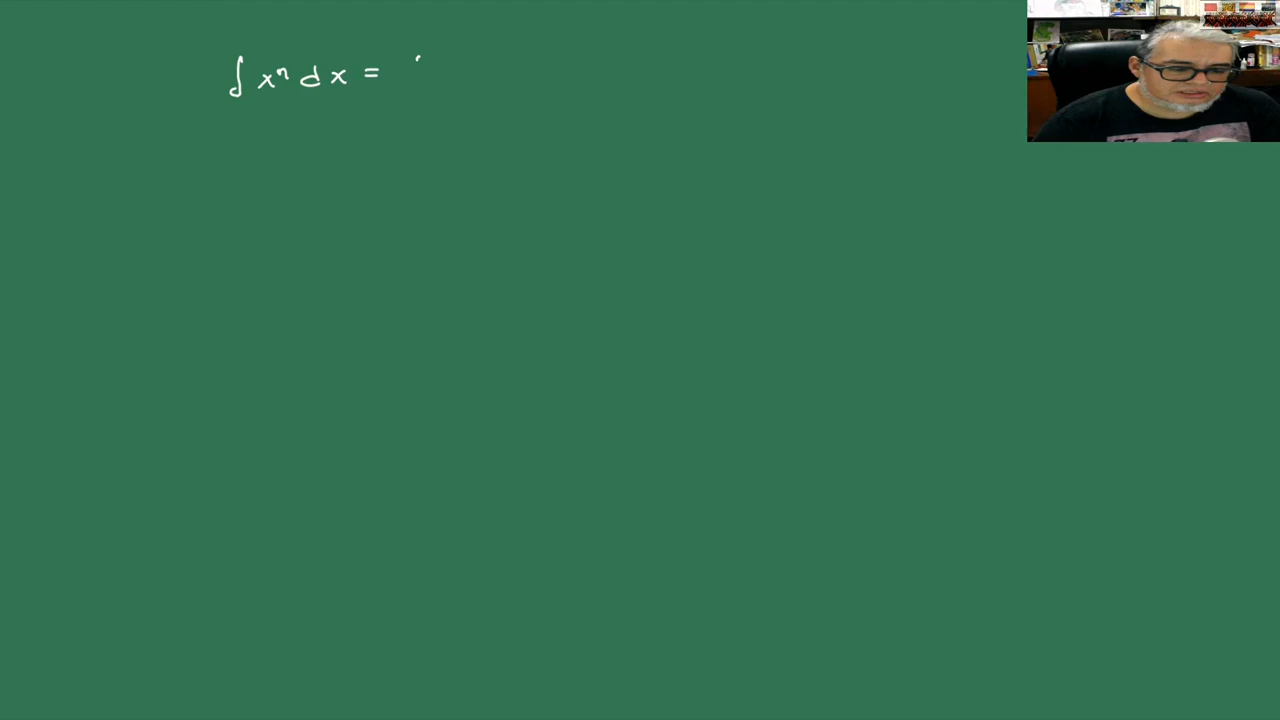 ∫ xⁿ dx =